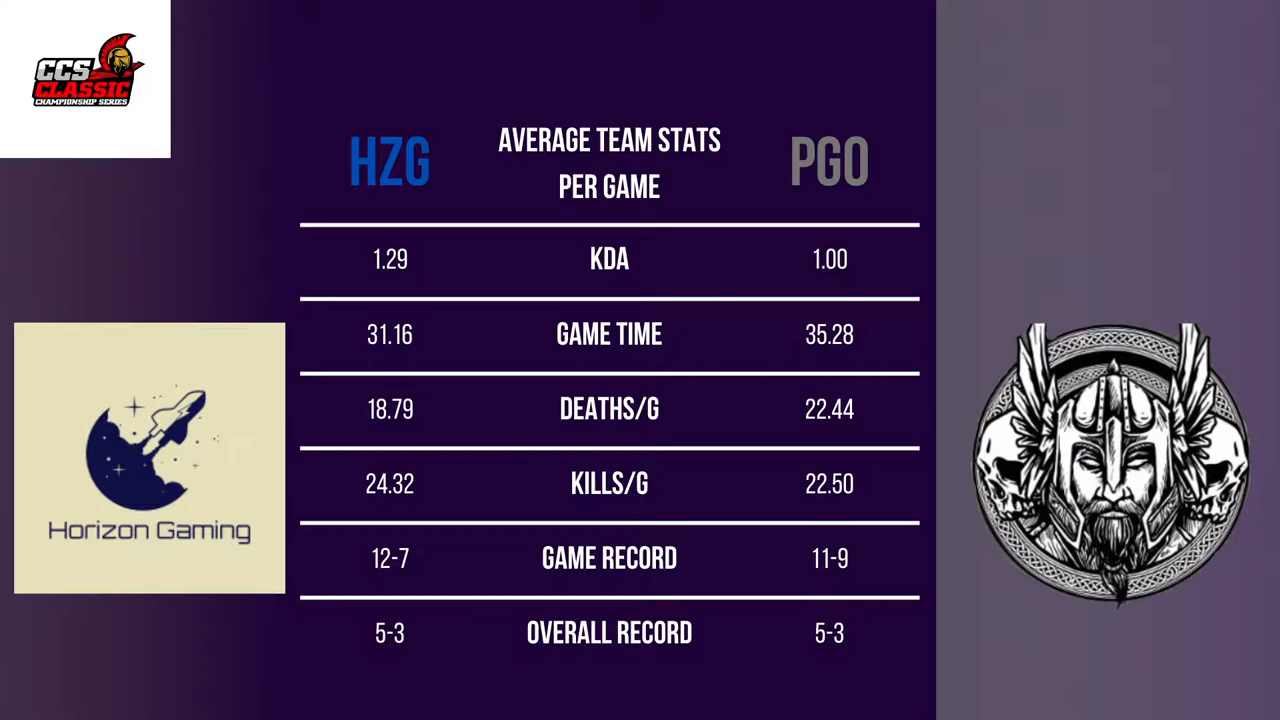 CCS
CLASSIC
CHAMPIONSHIP SERIES
HZG
AVERAGE TEAM STATS
PER GAME
PGO
1.29 KDA 1.00
31.16 GAME TIME 35.28
18.79 DEATHS/G 22.44
24.32 KILLS/G 22.50
12-7 GAME RECORD 11-9
5-3 OVERALL RECORD 5-3
Horizon Gaming